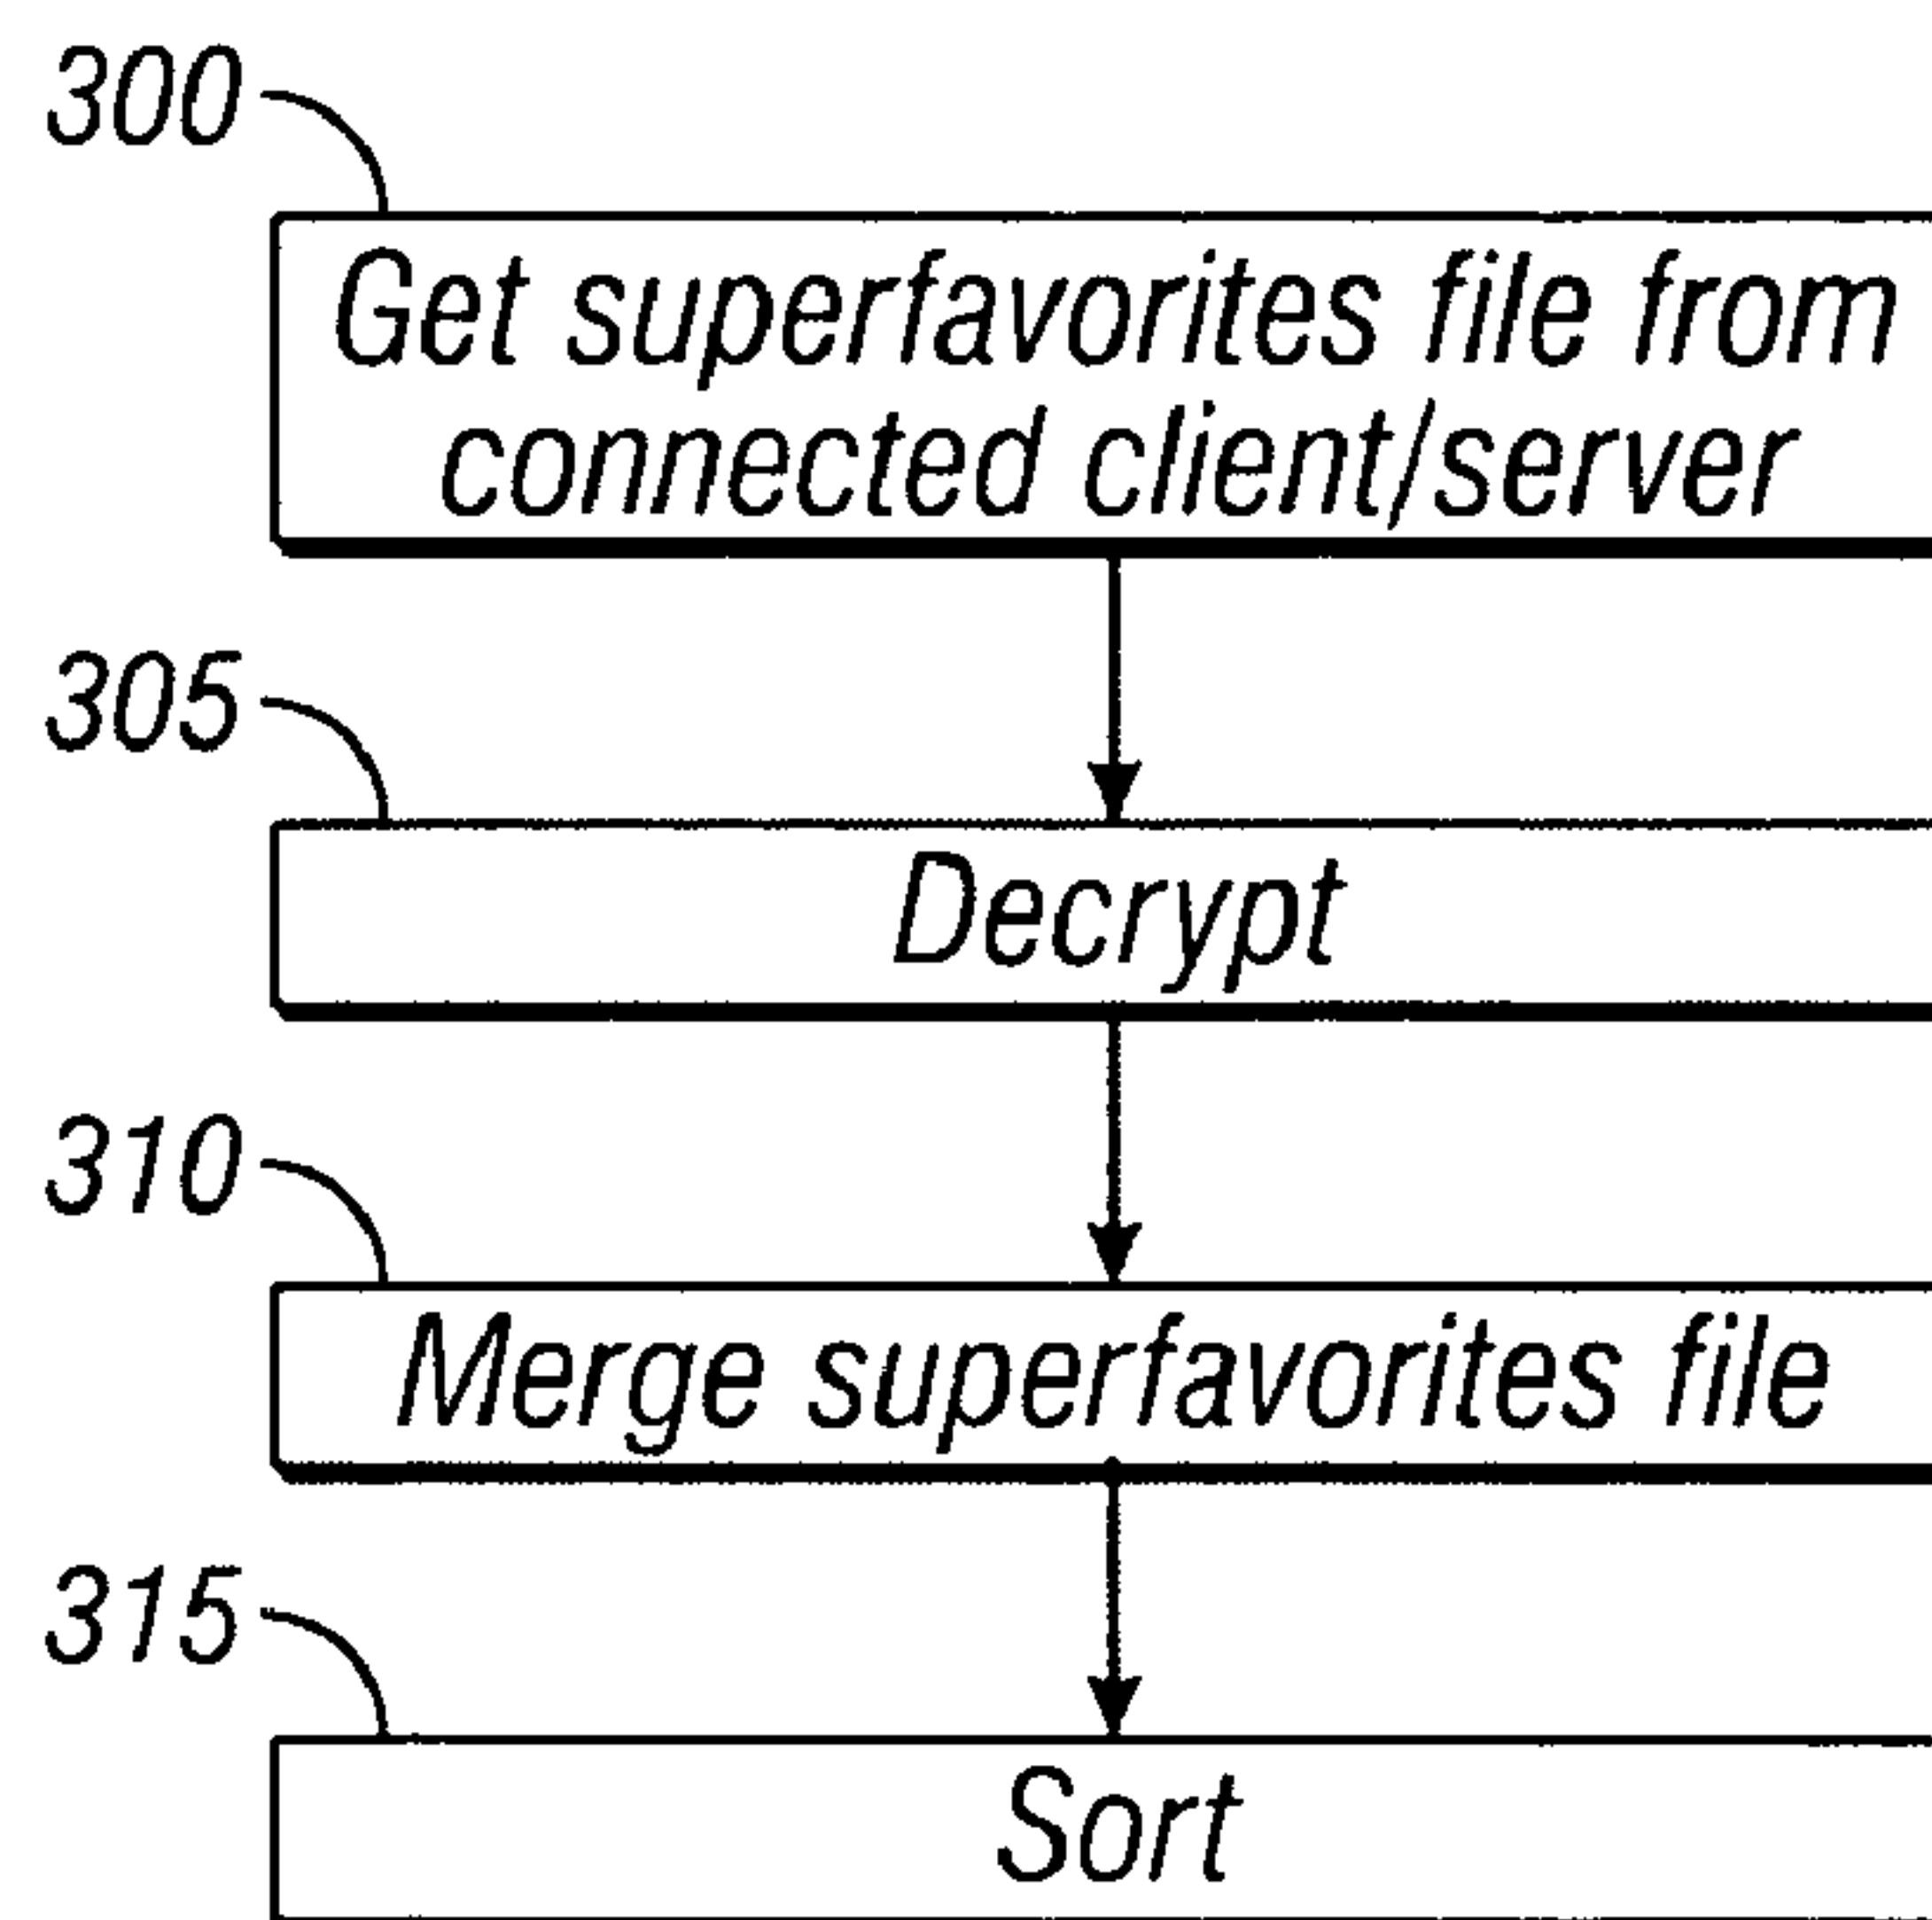 300
Get superfavorites file from
connected client/server
305
Decrypt
310
Merge superfavorites file
315
Sort